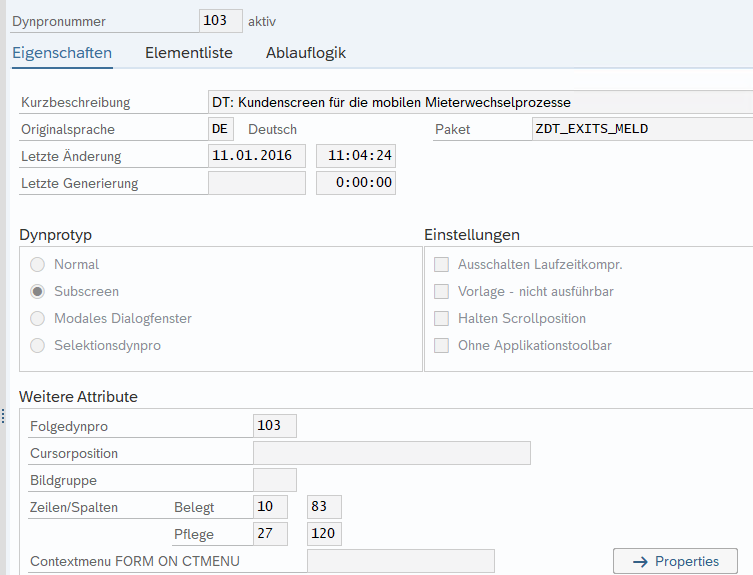 Dynpronummer 103 aktiv
Eigenschaften Elementliste Ablauflogik
Kurzbeschreibung DT: Kundenscreen für die mobilen Mieterwechselprozesse
Originalsprache DE Deutsch Paket ZDT_EXITS_MELD
Letzte Änderung 11.01.2016 11:04:24
Letzte Generierung 0:00:00
Dynprotyp Einstellungen
Normal Ausschalten Laufzeitkompr.
Subscreen Vorlage - nicht ausführbar
Modales Dialogfenster Halten Scrollposition
Selektionsdynpro Ohne Applikationstoolbar
Weitere Attribute
Folgedynpro 103
Cursorposition
Bildgruppe
Zeilen/Spalten Belegt 10 83
Pflege 27 120
Contextmenu FORM ON CTMENU → Properties